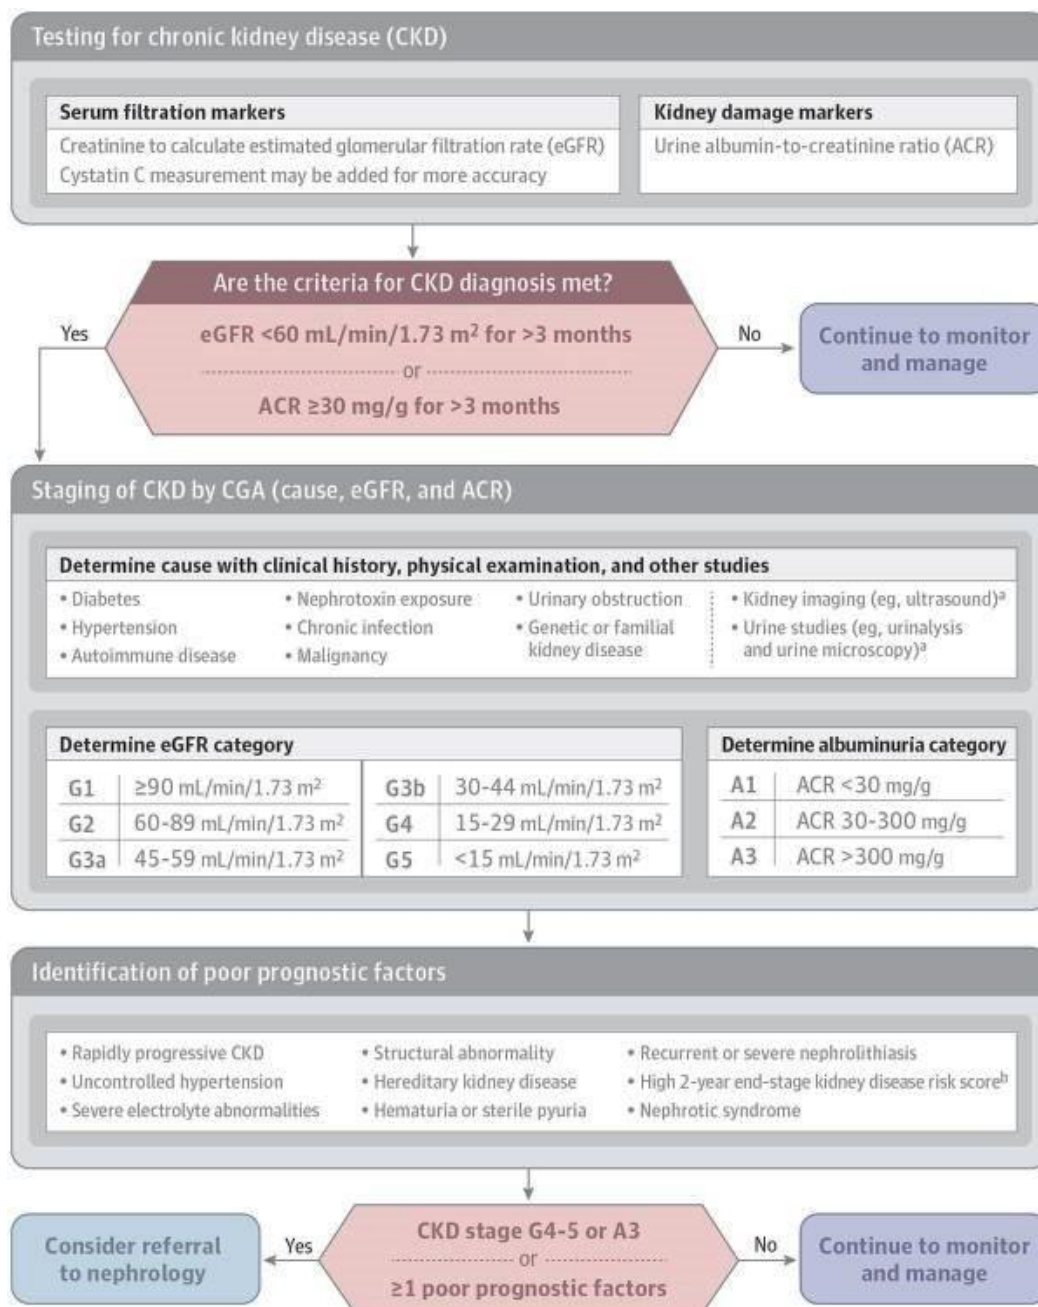 Testing for chronic kidney disease (CKD)
Serum filtration markers
Creatinine to calculate estimated glomerular filtration rate (eGFR)
Cystatin C measurement may be added for more accuracy
Kidney damage markers
Urine albumin-to-creatinine ratio (ACR)
Are the criteria for CKD diagnosis met?
eGFR <60 mL/min/1.73 m² for >3 months
or
ACR ≥30 mg/g for >3 months
Yes
No
Continue to monitor
and manage
Staging of CKD by CGA (cause, eGFR, and ACR)
Determine cause with clinical history, physical examination, and other studies
• Diabetes
• Hypertension
• Autoimmune disease
• Nephrotoxin exposure
• Chronic infection
• Malignancy
• Urinary obstruction
• Genetic or familial
kidney disease
• Kidney imaging (eg, ultrasound)ᵃ
• Urine studies (eg, urinalysis
and urine microscopy)ᵃ
Determine eGFR category
G1 ≥90 mL/min/1.73 m²
G2 60-89 mL/min/1.73 m²
G3a 45-59 mL/min/1.73 m²
G3b 30-44 mL/min/1.73 m²
G4 15-29 mL/min/1.73 m²
G5 <15 mL/min/1.73 m²
Determine albuminuria category
A1 ACR <30 mg/g
A2 ACR 30-300 mg/g
A3 ACR >300 mg/g
Identification of poor prognostic factors
• Rapidly progressive CKD
• Uncontrolled hypertension
• Severe electrolyte abnormalities
• Structural abnormality
• Hereditary kidney disease
• Hematuria or sterile pyuria
• Recurrent or severe nephrolithiasis
• High 2-year end-stage kidney disease risk scoreᵇ
• Nephrotic syndrome
Consider referral
to nephrology
Yes
CKD stage G4-5 or A3
or
≥1 poor prognostic factors
No
Continue to monitor
and manage